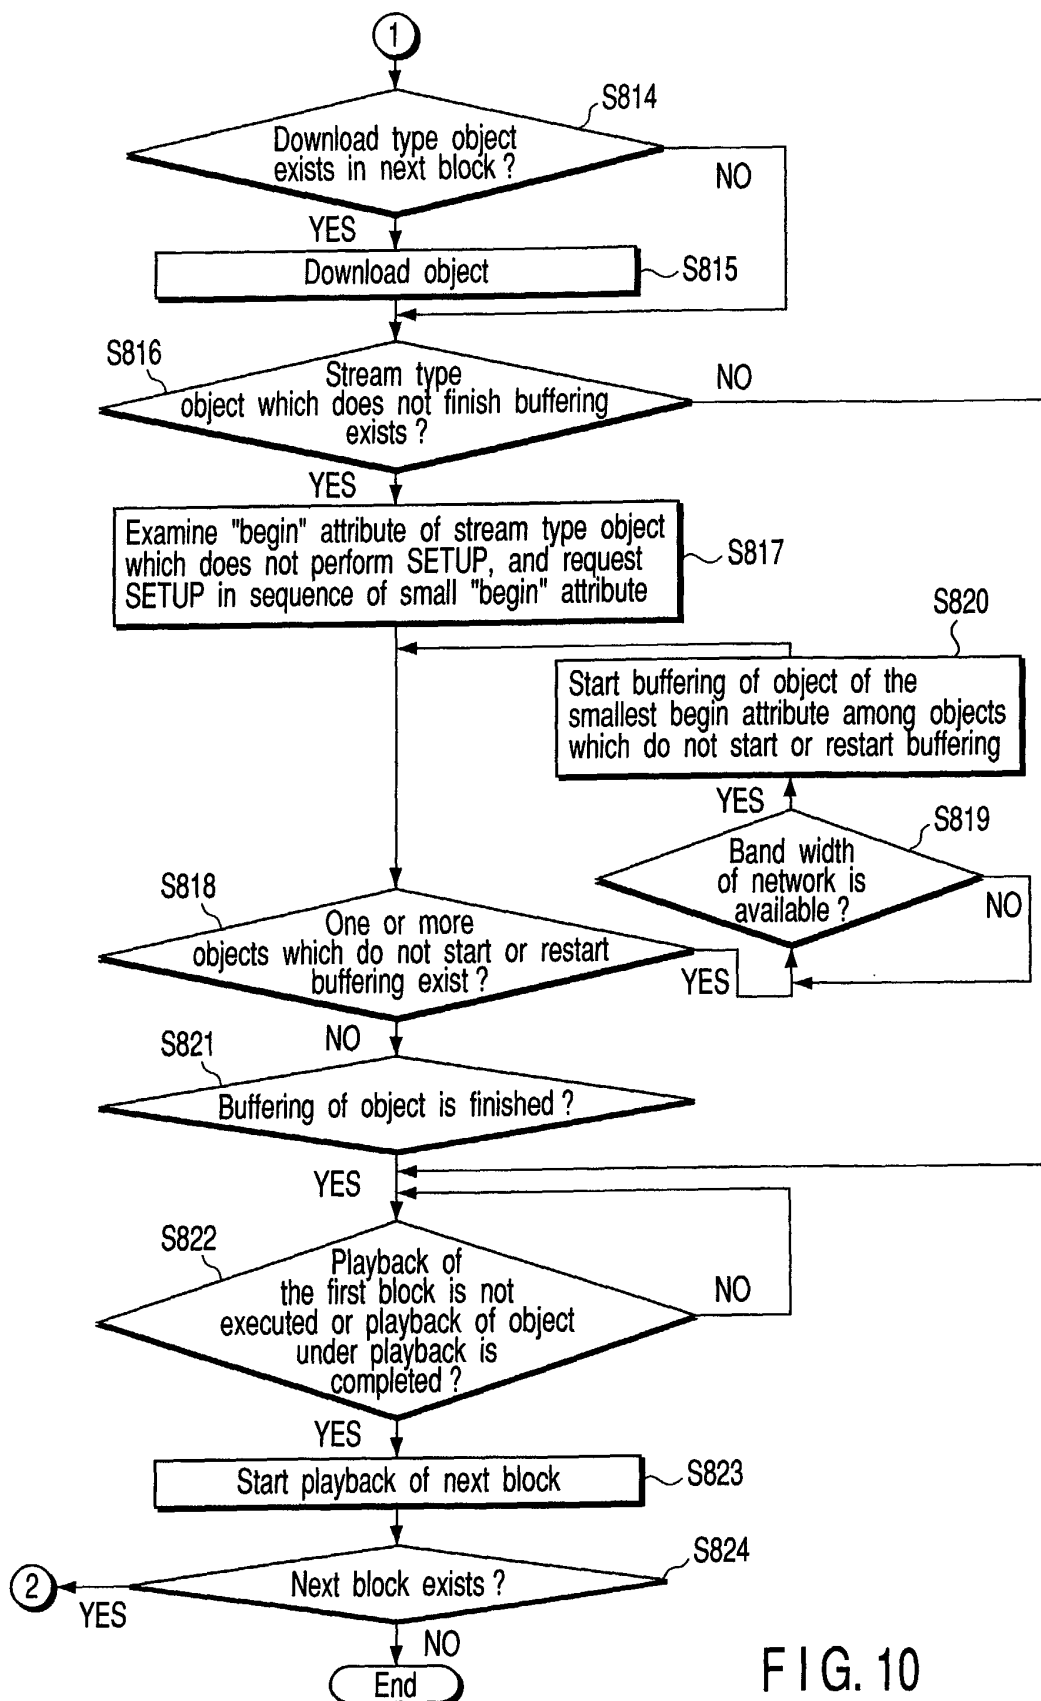 1
S814
Download type object
exists in next block ?
NO
YES
Download object
S815
S816
Stream type
object which does not finish buffering
exists ?
NO
YES
Examine "begin" attribute of stream type object
which does not perform SETUP, and request
SETUP in sequence of small "begin" attribute
S817
S820
Start buffering of object of the
smallest begin attribute among objects
which do not start or restart buffering
YES
S819
Band width
of network is
available ?
NO
S818
One or more
objects which do not start or restart
buffering exist ?
YES
NO
S821
Buffering of object is finished ?
YES
S822
Playback of
the first block is not
executed or playback of object
under playback is
completed ?
NO
YES
Start playback of next block
S823
S824
Next block exists ?
2
YES
NO
End
FIG. 10